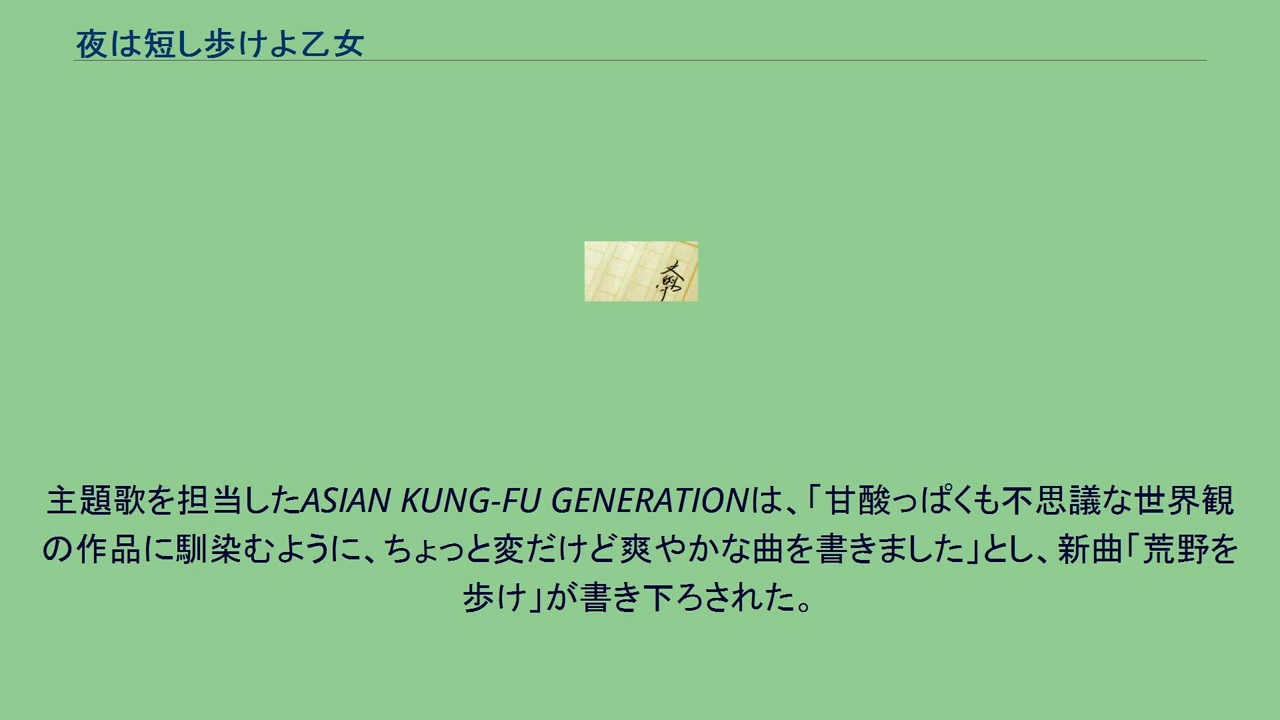 夜は短し歩けよ乙女
主題歌を担当したASIAN KUNG-FU GENERATIONは、「甘酸っぱくも不思議な世界観
の作品に馴染むように、ちょっと変だけど爽やかな曲を書きました」とし、新曲「荒野を
歩け」が書き下ろされた。